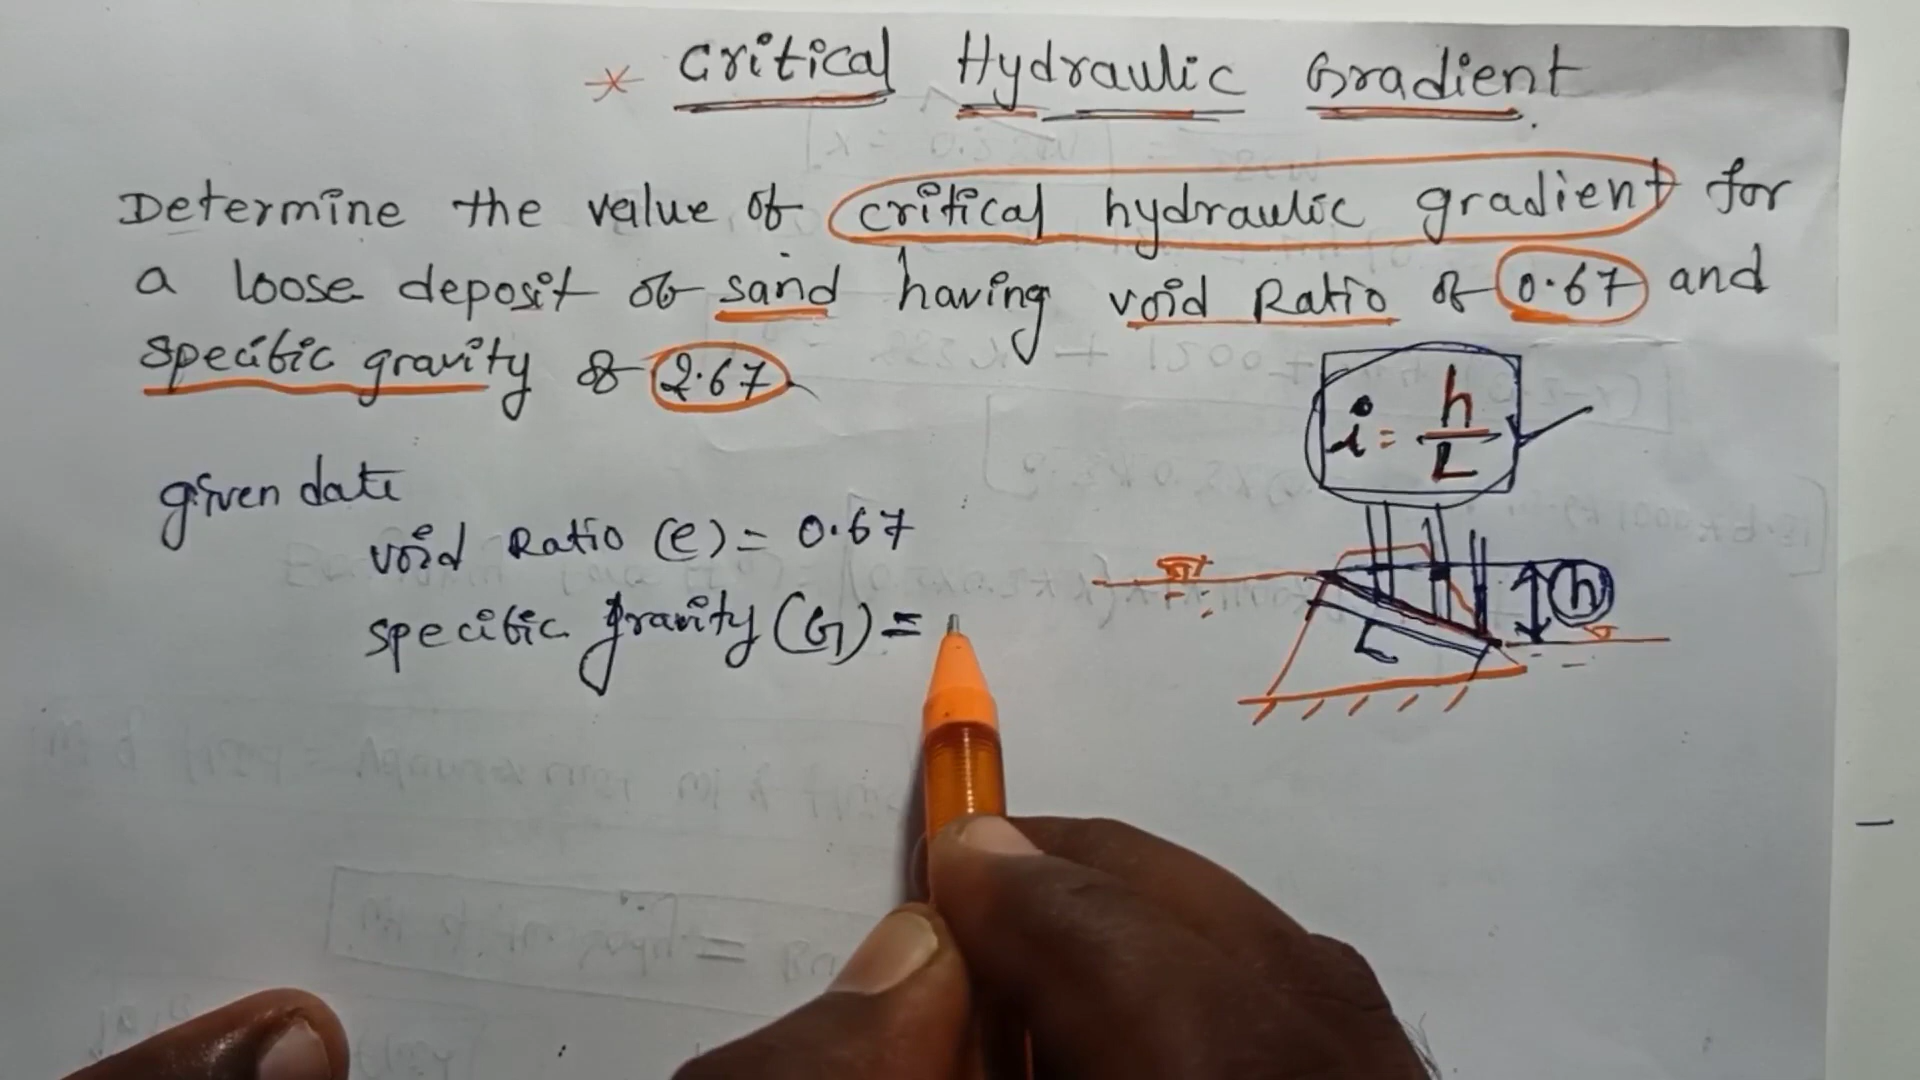 * Critical Hydraulic Gradient
Determine the value of critical hydraulic gradient for
a loose deposit of sand having void Ratio of 0.67 and
specific gravity of 2.67
i = h/L
given date
void Ratio (e) = 0.67
h
specific gravity (G) =
L